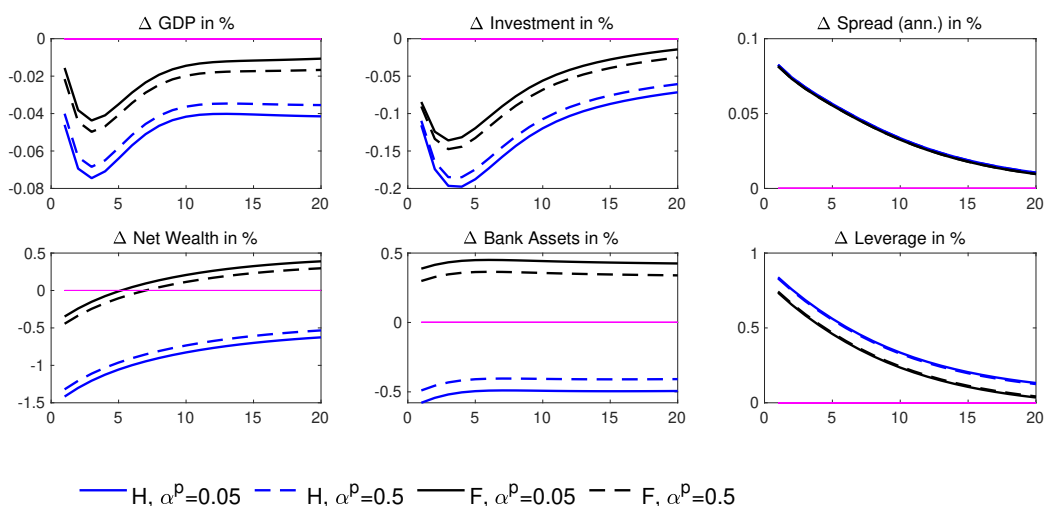 Δ GDP in %
Δ Investment in %
Δ Spread (ann.) in %
0
-0.02
-0.04
-0.06
-0.08
0 5 10 15 20
0
-0.05
-0.1
-0.15
-0.2
0 5 10 15 20
0.1
0.05
0
0 5 10 15 20
Δ Net Wealth in %
Δ Bank Assets in %
Δ Leverage in %
0.5
0
-0.5
-1
-1.5
0 5 10 15 20
0.5
0
-0.5
0 5 10 15 20
1
0.5
0
0 5 10 15 20
H, αᵖ=0.05 H, αᵖ=0.5 F, αᵖ=0.05 F, αᵖ=0.5